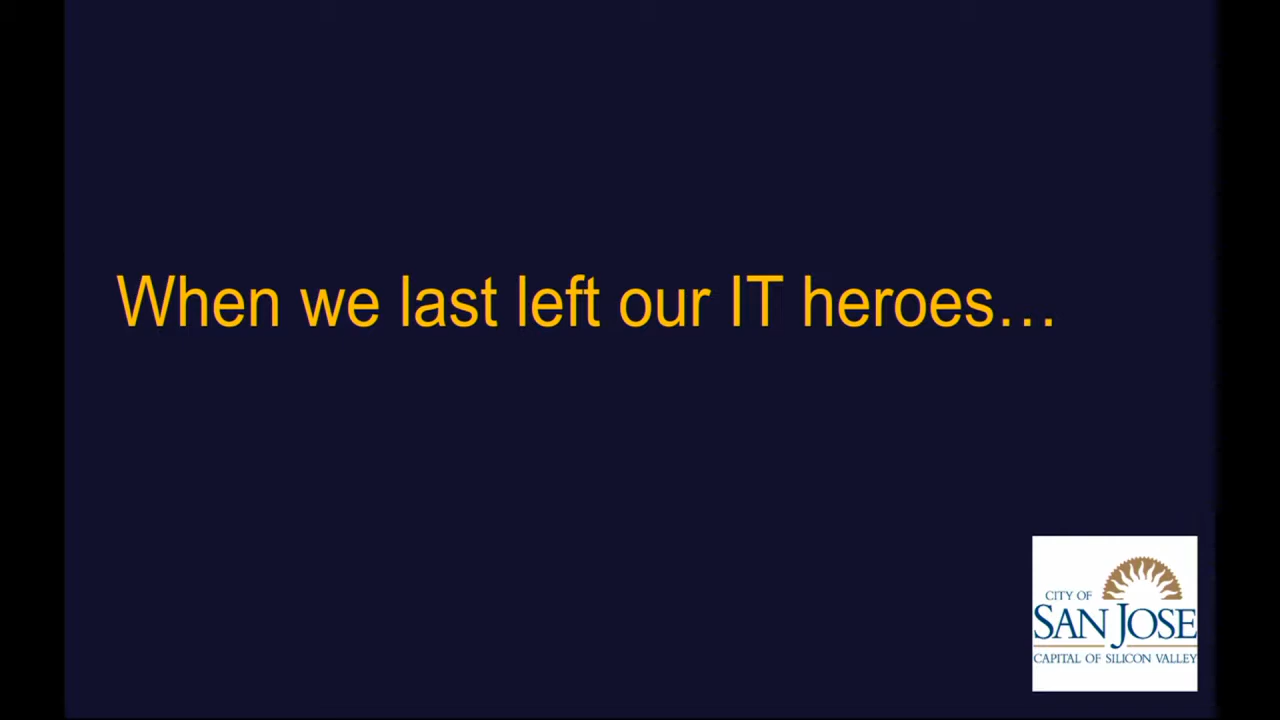 When we last left our IT heroes…
CITY OF
SAN JOSE
CAPITAL OF SILICON VALLEY